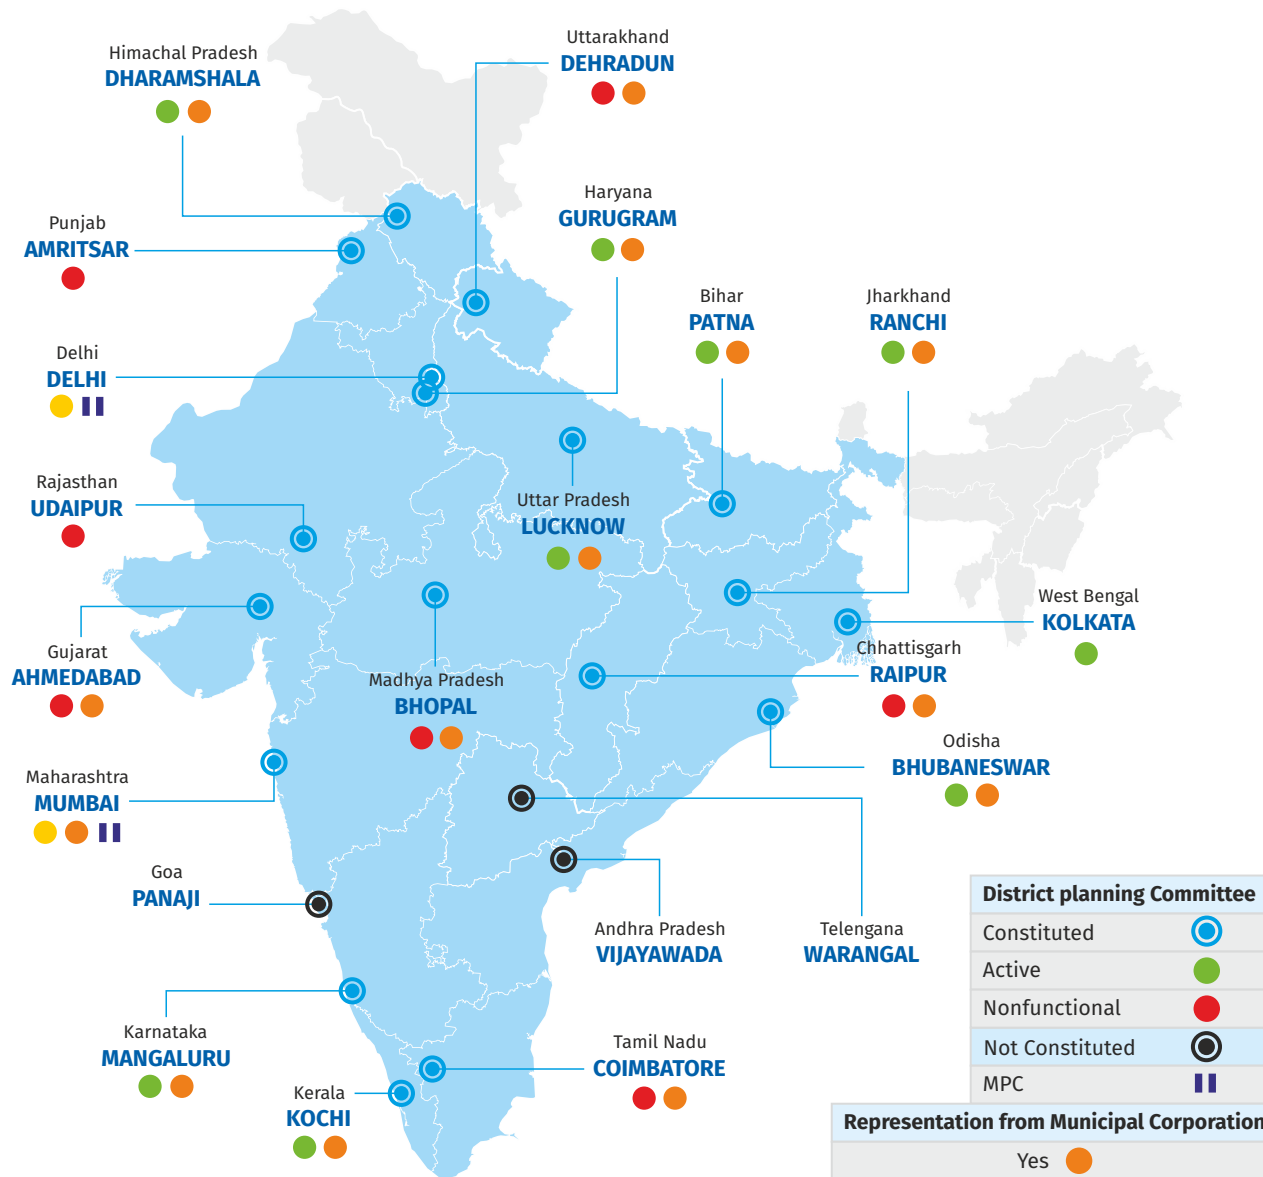 Himachal Pradesh
DHARAMSHALA
Uttarakhand
DEHRADUN
Haryana
GURUGRAM
Punjab
AMRITSAR
Bihar
PATNA
Jharkhand
RANCHI
Delhi
DELHI
Rajasthan
UDAIPUR
Uttar Pradesh
LUCKNOW
West Bengal
KOLKATA
Gujarat
AHMEDABAD
Madhya Pradesh
BHOPAL
Chhattisgarh
RAIPUR
Odisha
BHUBANESWAR
Maharashtra
MUMBAI
Goa
PANAJI
Andhra Pradesh
VIJAYAWADA
Telengana
WARANGAL
Karnataka
MANGALURU
Kerala
KOCHI
Tamil Nadu
COIMBATORE
District planning Committee
Constituted
Active
Nonfunctional
Not Constituted
MPC
Representation from Municipal Corporation
Yes